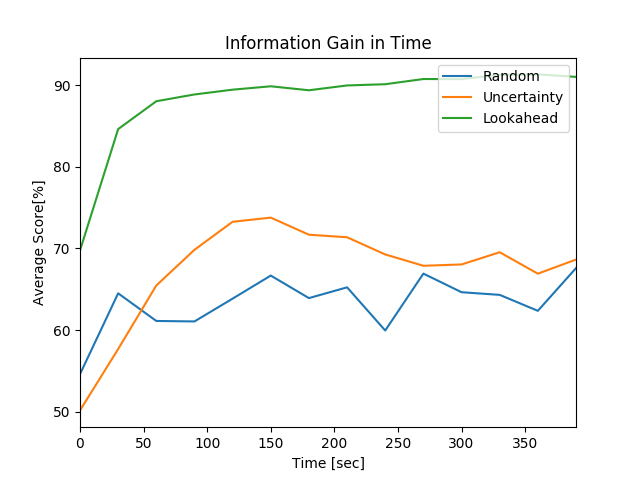 Information Gain in Time
Random
Uncertainty
Lookahead
Average Score[%]
90
80
70
60
50
0 50 100 150 200 250 300 350
Time [sec]